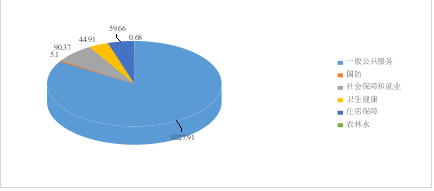 59.66
0.68
44.91
90.37
5.1
1027.91
一般公共服务
国防
社会保障和就业
卫生健康
住房保障
农林水